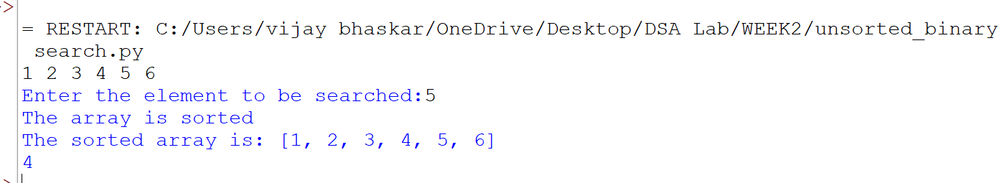 >
= RESTART: C:/Users/vijay bhaskar/OneDrive/Desktop/DSA Lab/WEEK2/unsorted_binary
search.py
1 2 3 4 5 6
Enter the element to be searched:5
The array is sorted
The sorted array is: [1, 2, 3, 4, 5, 6]
4